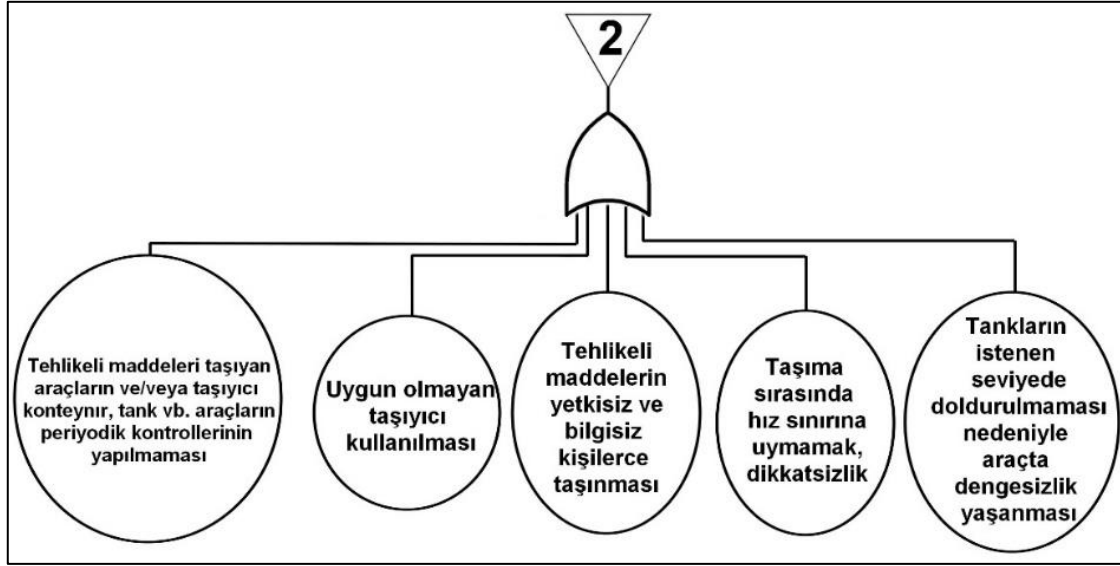 2
Tehlikeli maddeleri taşıyan
araçların ve/veya taşıyıcı
konteynır, tank vb. araçların
periyodik kontrollerinin
yapılmaması
Uygun olmayan
taşıyıcı
kullanılması
Tehlikeli
maddelerin
yetkisiz ve
bilgisiz
kişilerce
taşınması
Taşıma
sırasında
hız sınırına
uymamak,
dikkatsizlik
Tankların
istenen
seviyede
doldurulmaması
nedeniyle
araçta
dengesizlik
yaşanması